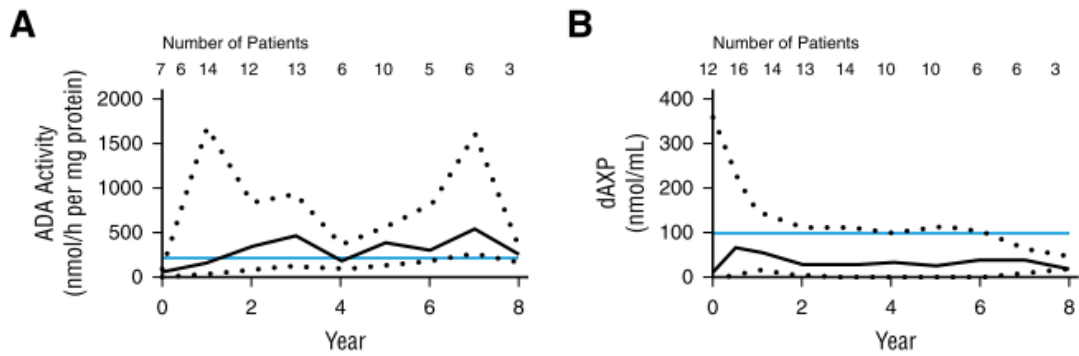 A
Number of Patients
7 6 14 12 13 6 10 5 6 3
ADA Activity
(nmol/h per mg protein)
2000
1500
1000
500
0
0 2 4 6 8
Year
B
Number of Patients
12 16 14 13 14 10 10 6 6 3
dAXP
(nmol/mL)
400
300
200
100
0
0 2 4 6 8
Year